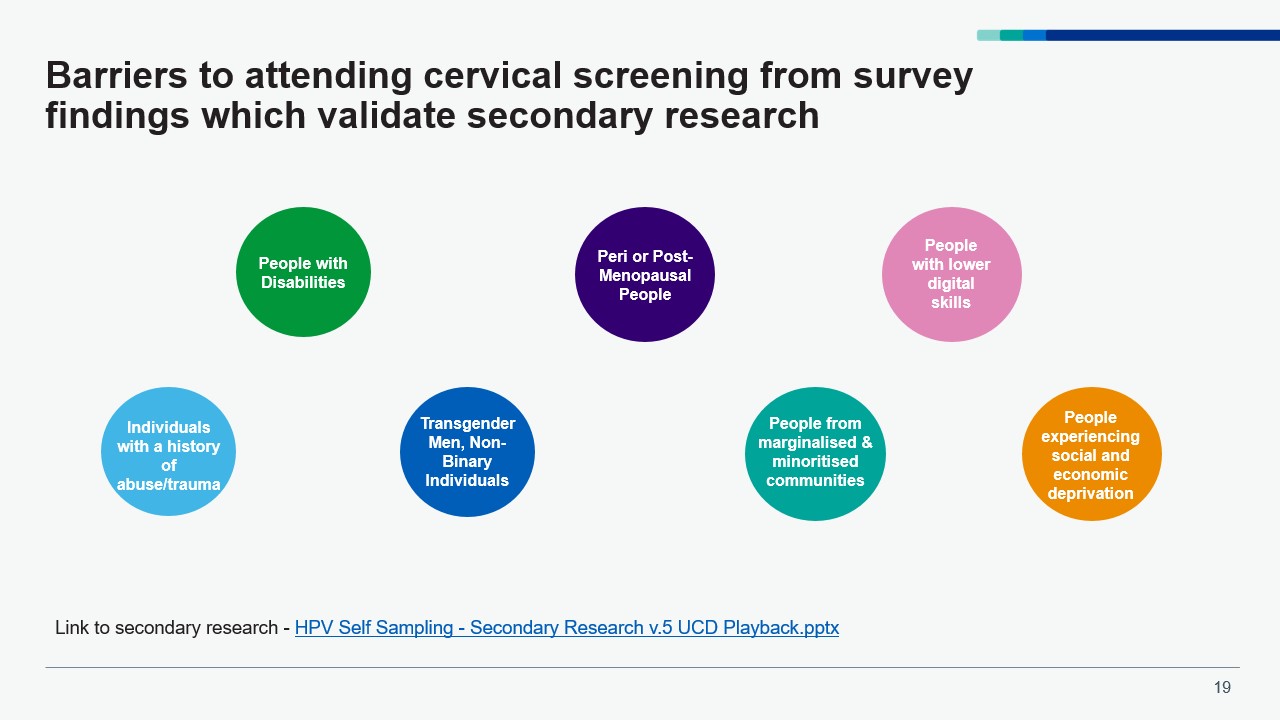 Barriers to attending cervical screening from survey
findings which validate secondary research
People with
Disabilities
Peri or Post-
Menopausal
People
People
with lower
digital
skills
Individuals
with a history
of
abuse/trauma
Transgender
Men, Non-
Binary
Individuals
People from
marginalised &
minoritised
communities
People
experiencing
social and
economic
deprivation
Link to secondary research - HPV Self Sampling - Secondary Research v.5 UCD Playback.pptx
19